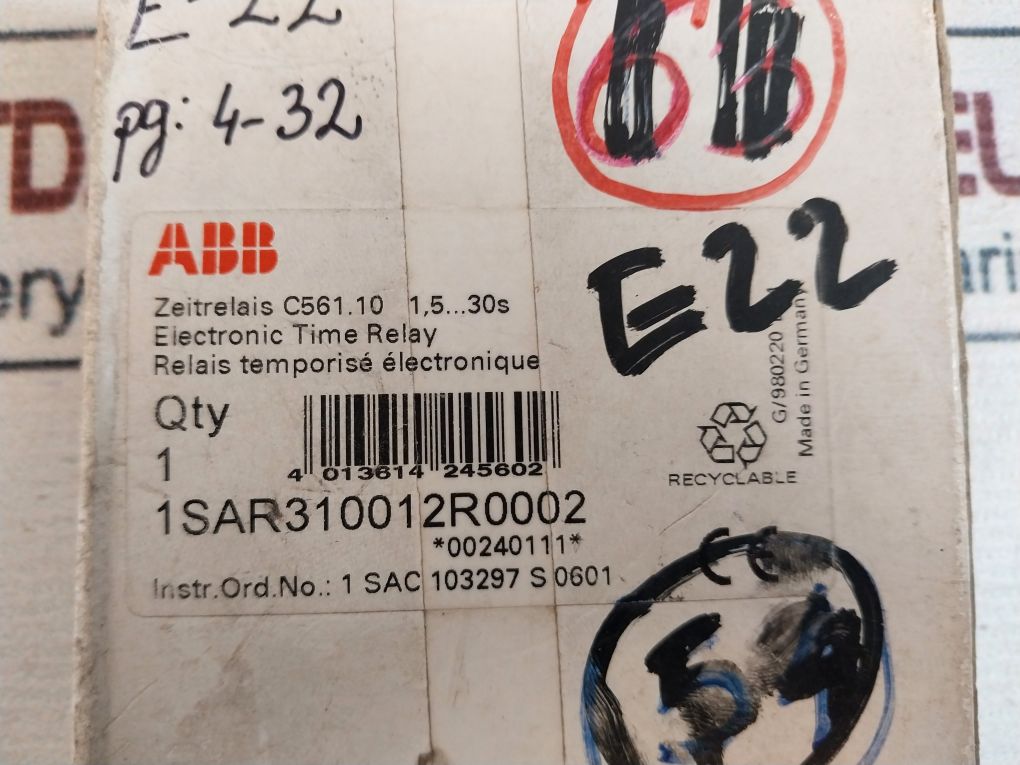 E-22
pg: 4-32
E22
ABB
Zeitrelais C561.10 1,5...30s
Electronic Time Relay
Relais temporisé électronique
Qty
1
4 013614 245602
1SAR310012R0002
*00240111*
Instr.Ord.No.: 1 SAC 103297 S 0601
G/980220
Made in Germany
RECYCLABLE
CE